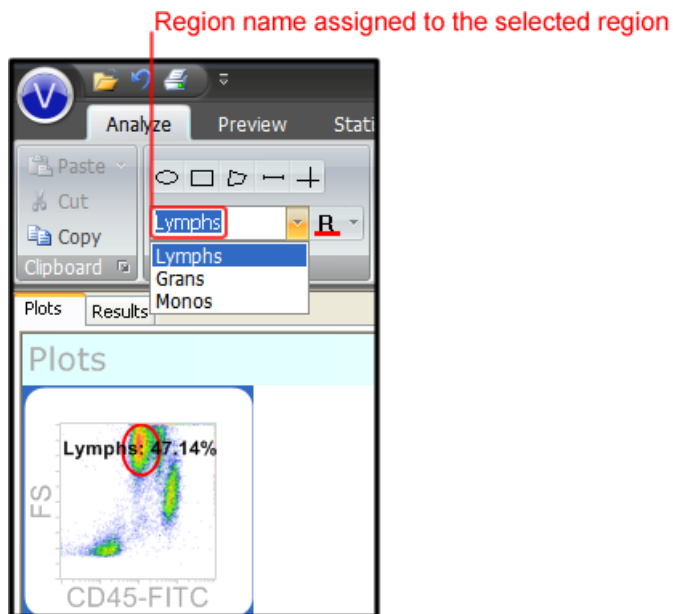 Region name assigned to the selected region
V
Analyze Preview Stati
Paste
Cut
Copy
Clipboard
Lymphs
R
Lymphs
Grans
Monos
Plots Results
Plots
Lymphs: 47.14%
FS
CD45-FITC